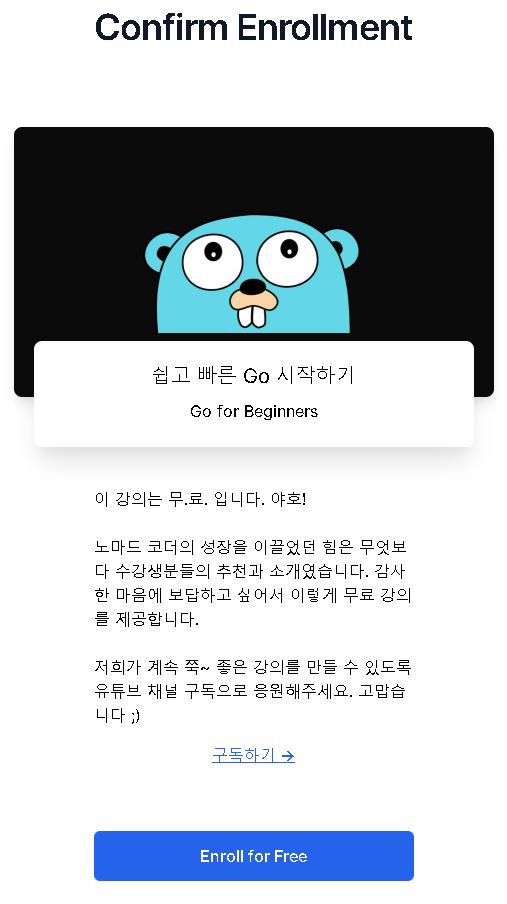 Confirm Enrollment
쉽고 빠른 Go 시작하기
Go for Beginners
이 강의는 무.료. 입니다. 야호!
노마드 코더의 성장을 이끌었던 힘은 무엇보
다 수강생분들의 추천과 소개였습니다. 감사
한 마음에 보답하고 싶어서 이렇게 무료 강의
를 제공합니다.
저희가 계속 쭉~ 좋은 강의를 만들 수 있도록
유튜브 채널 구독으로 응원해주세요. 고맙습
니다 ;)
구독하기 →
Enroll for Free